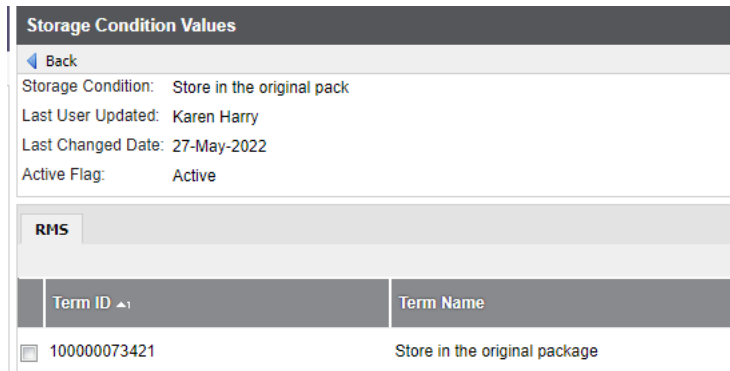 Storage Condition Values
Back
Storage Condition: Store in the original pack
Last User Updated: Karen Harry
Last Changed Date: 27-May-2022
Active Flag: Active
RMS
Term ID ▲1 Term Name
100000073421 Store in the original package